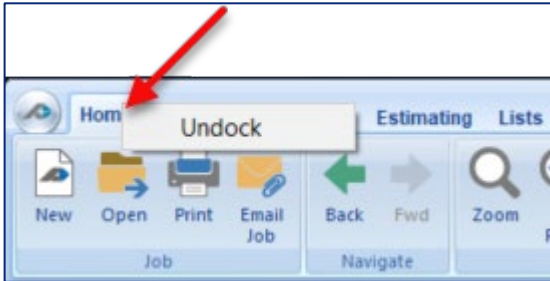 Hom
Undock
Estimating
Lists
New
Open
Print
Email
Job
Back
Fwd
Zoom
Job
Navigate